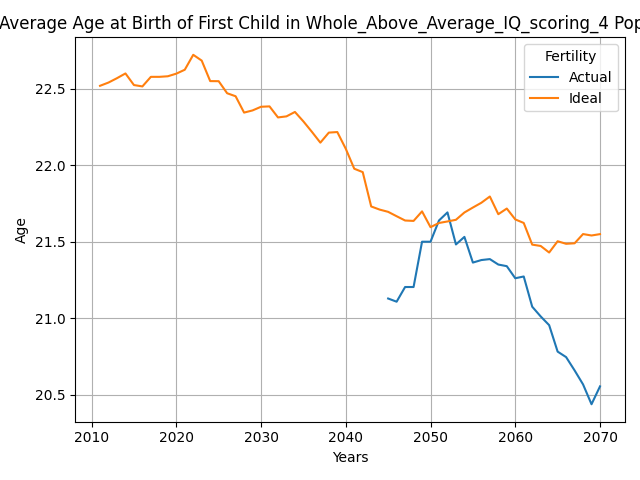 Average Age at Birth of First Child in Whole_Above_Average_IQ_scoring_4 Pop
Fertility
Actual
Ideal
22.5
22.0
21.5
21.0
20.5
Age
2010 2020 2030 2040 2050 2060 2070
Years